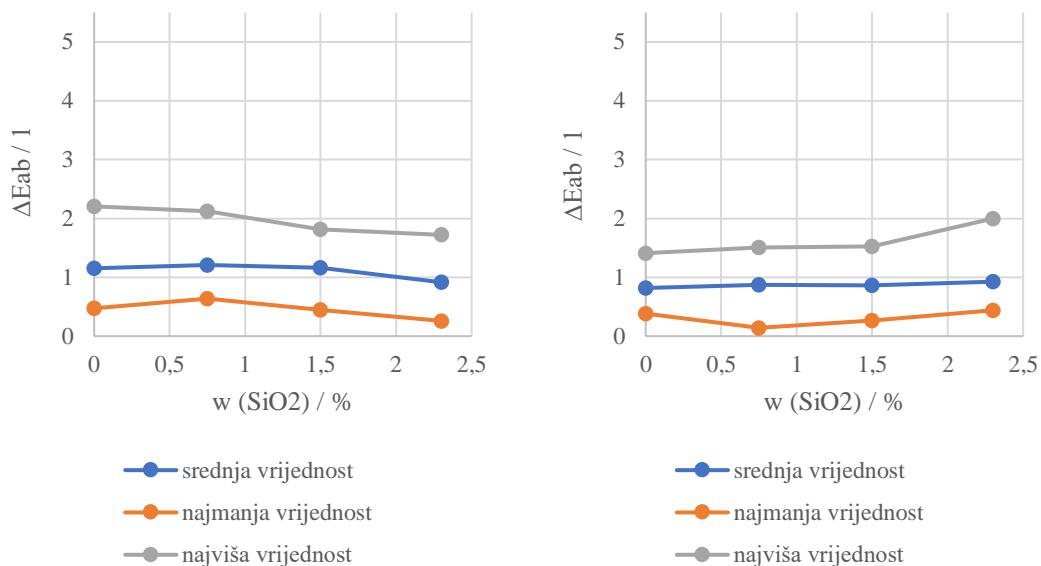 5
4
3
2
1
0
ΔEab / 1
0 0,5 1 1,5 2 2,5
w (SiO2) / %
srednja vrijednost
najmanja vrijednost
najviša vrijednost
5
4
3
2
1
0
ΔEab / 1
0 0,5 1 1,5 2 2,5
w (SiO2) / %
srednja vrijednost
najmanja vrijednost
najviša vrijednost